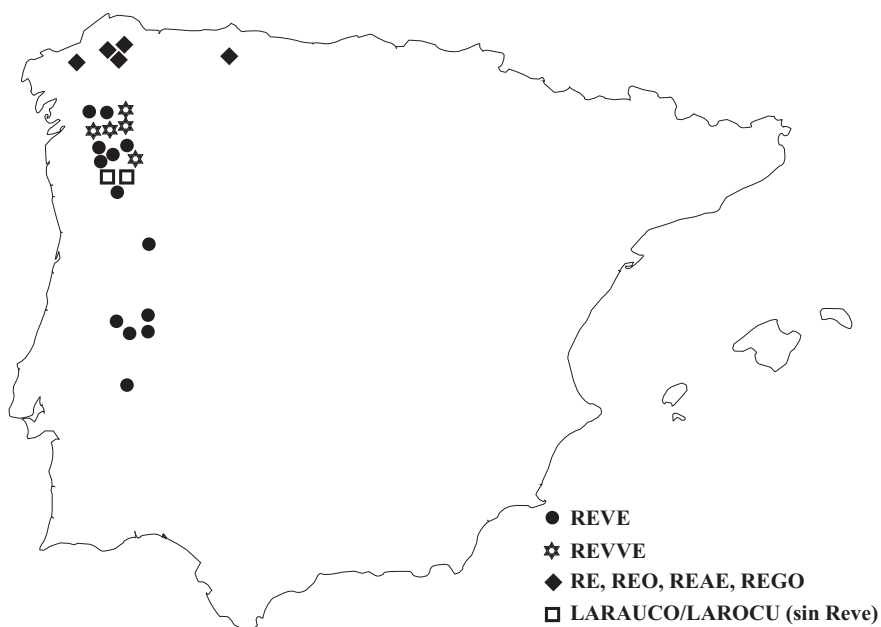 REVE
REVVE
RE, REO, REAE, REGO
LARAUCO/LAROCU (sin Reve)